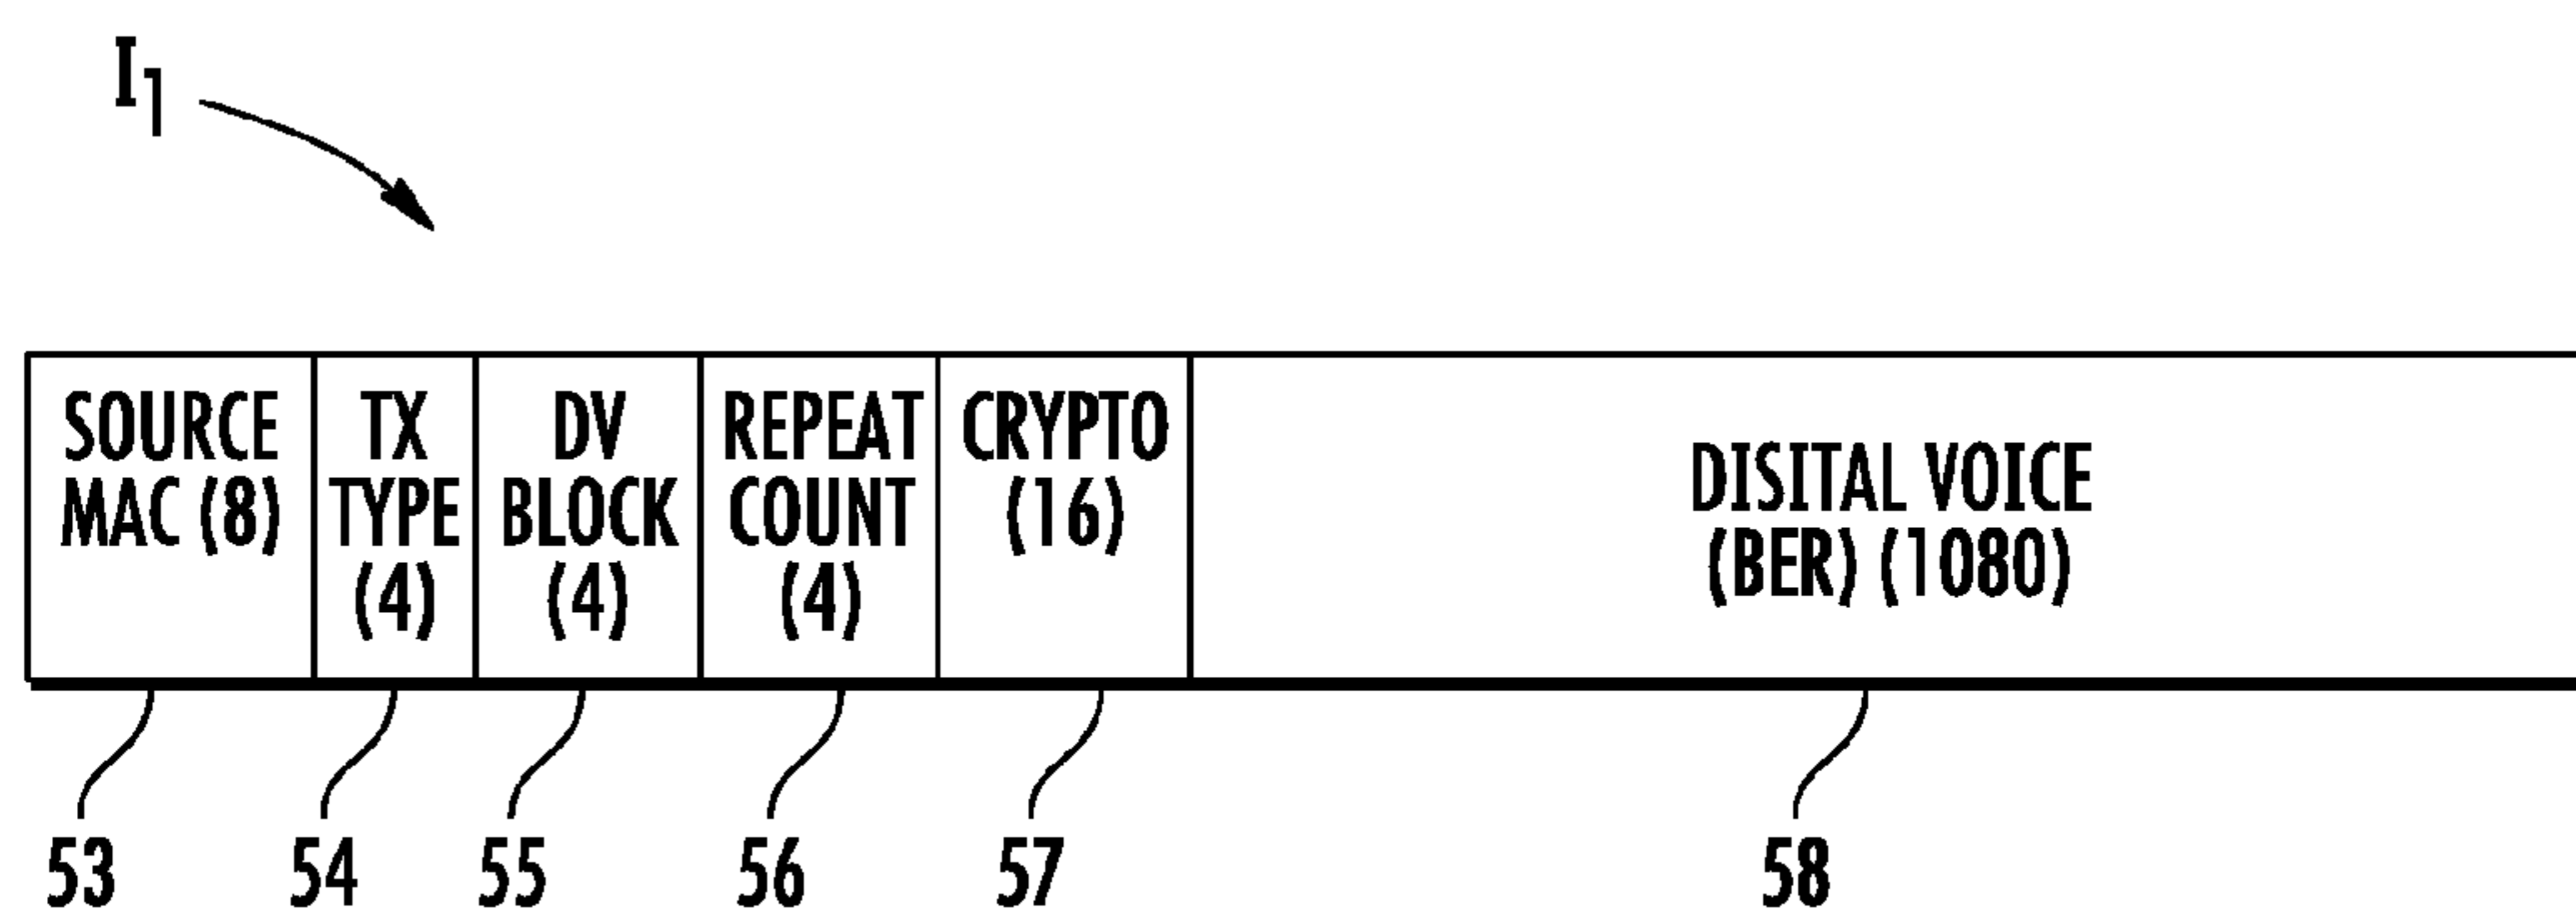 I1
SOURCE
MAC (8)
TX
TYPE
(4)
DV
BLOCK
(4)
REPEAT
COUNT
(4)
CRYPTO
(16)
DISITAL VOICE
(BER) (1080)
53
54
55
56
57
58